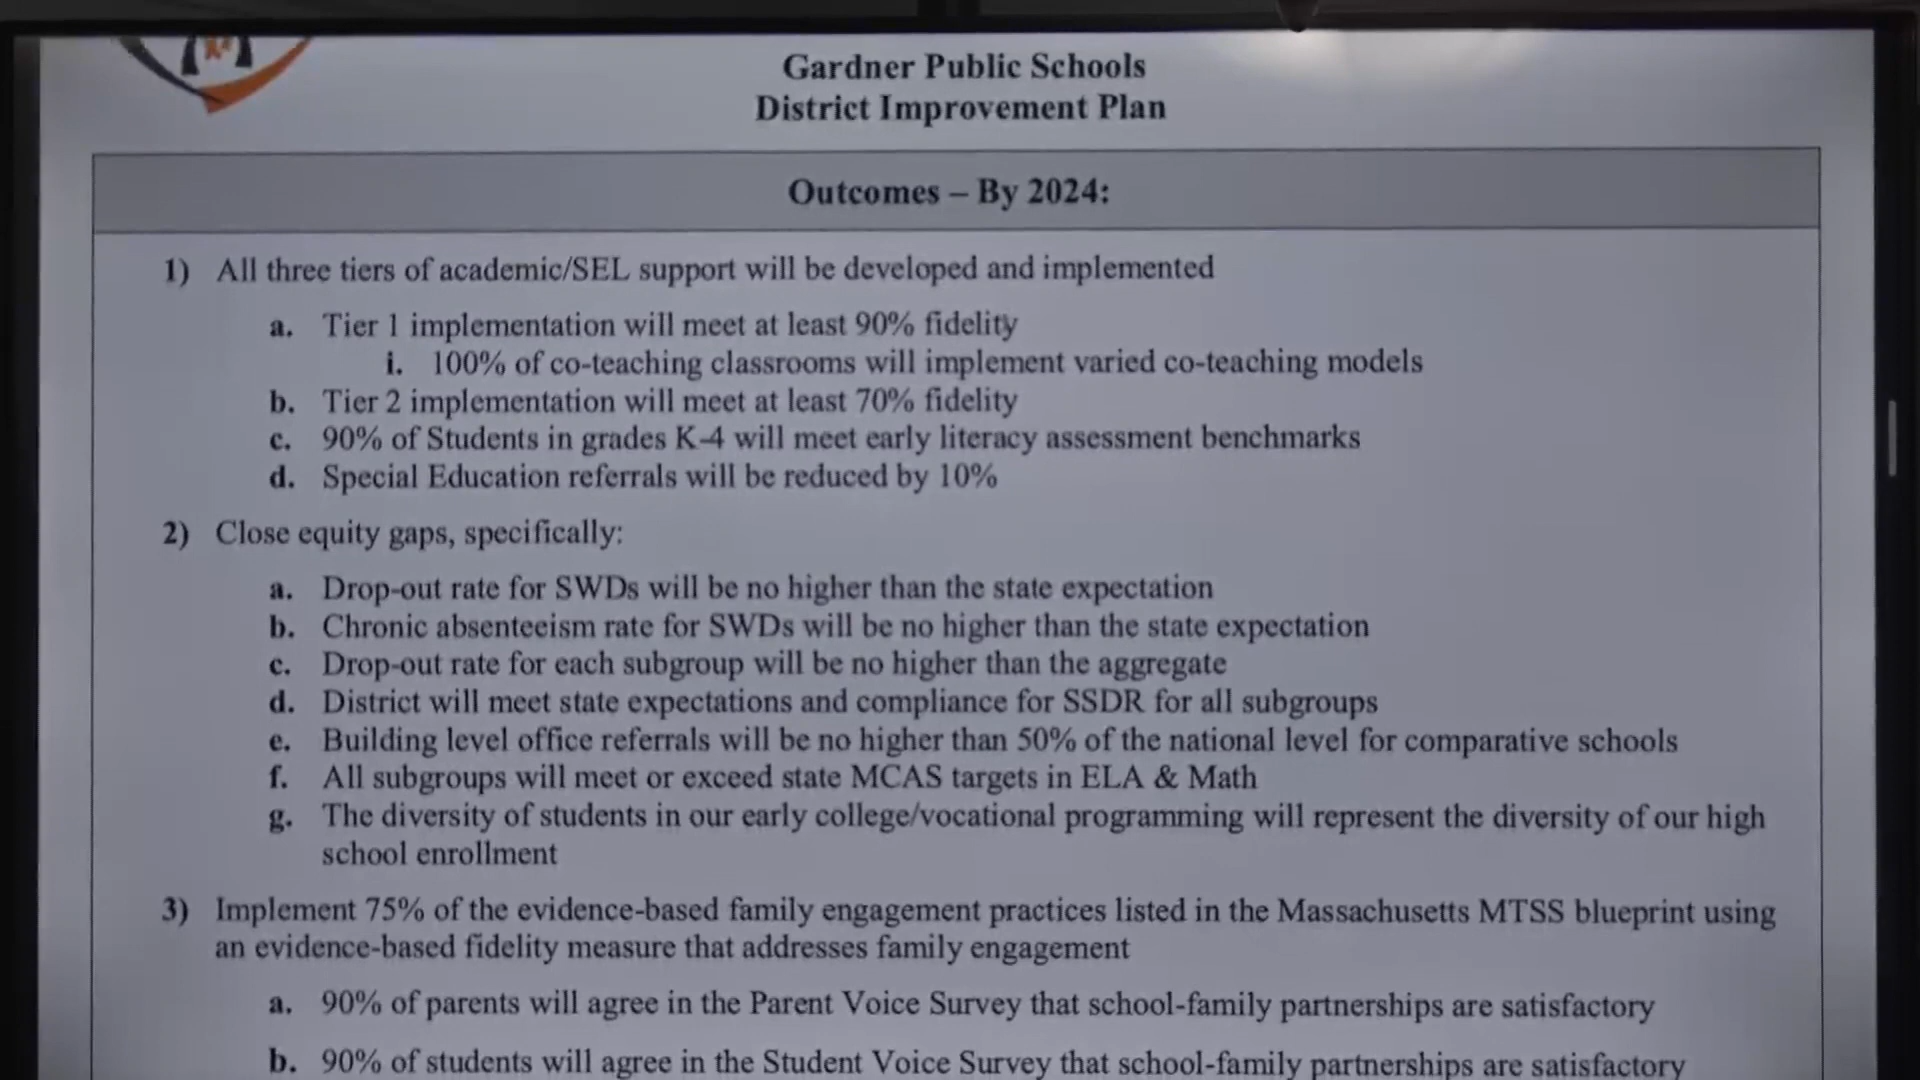 Gardner Public Schools
District Improvement Plan
Outcomes – By 2024:
1) All three tiers of academic/SEL support will be developed and implemented
a. Tier 1 implementation will meet at least 90% fidelity
i. 100% of co-teaching classrooms will implement varied co-teaching models
b. Tier 2 implementation will meet at least 70% fidelity
c. 90% of Students in grades K-4 will meet early literacy assessment benchmarks
d. Special Education referrals will be reduced by 10%
2) Close equity gaps, specifically:
a. Drop-out rate for SWDs will be no higher than the state expectation
b. Chronic absenteeism rate for SWDs will be no higher than the state expectation
c. Drop-out rate for each subgroup will be no higher than the aggregate
d. District will meet state expectations and compliance for SSDR for all subgroups
e. Building level office referrals will be no higher than 50% of the national level for comparative schools
f. All subgroups will meet or exceed state MCAS targets in ELA & Math
g. The diversity of students in our early college/vocational programming will represent the diversity of our high
school enrollment
3) Implement 75% of the evidence-based family engagement practices listed in the Massachusetts MTSS blueprint using
an evidence-based fidelity measure that addresses family engagement
a. 90% of parents will agree in the Parent Voice Survey that school-family partnerships are satisfactory
b. 90% of students will agree in the Student Voice Survey that school-family partnerships are satisfactory